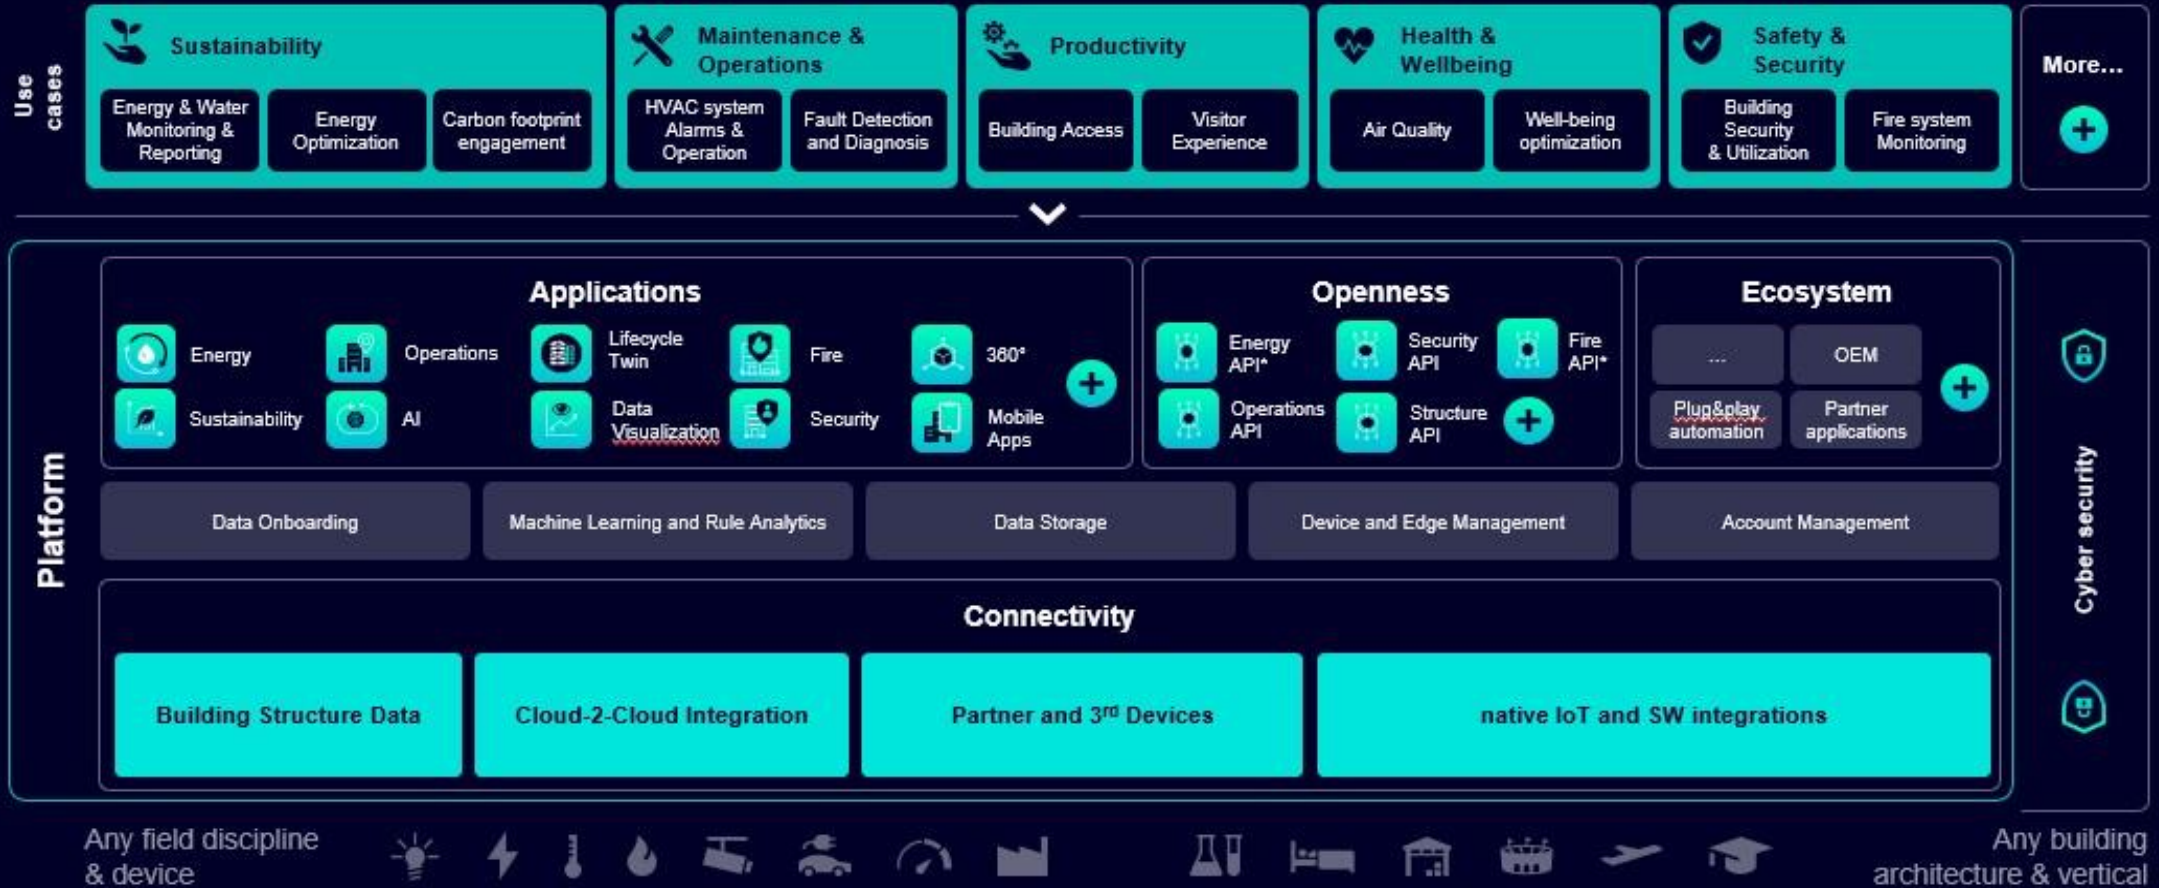 Use
cases
Sustainability
Energy & Water
Monitoring &
Reporting
Energy
Optimization
Carbon footprint
engagement
Maintenance &
Operations
HVAC system
Alarms &
Operation
Fault Detection
and Diagnosis
Productivity
Building Access
Visitor
Experience
Health &
Wellbeing
Air Quality
Well-being
optimization
Safety &
Security
Building
Security
& Utilization
Fire system
Monitoring
More...
Platform
Applications
Energy
Operations
Lifecycle
Twin
Fire
360°
Sustainability
AI
Data
Visualization
Security
Mobile
Apps
Openness
Energy
API*
Security
API
Fire
API*
Operations
API
Structure
API
Ecosystem
...
OEM
Plug&play
automation
Partner
applications
Data Onboarding
Machine Learning and Rule Analytics
Data Storage
Device and Edge Management
Account Management
Connectivity
Building Structure Data
Cloud-2-Cloud Integration
Partner and 3rd Devices
native IoT and SW integrations
Cyber security
Any field discipline
& device
Any building
architecture & vertical